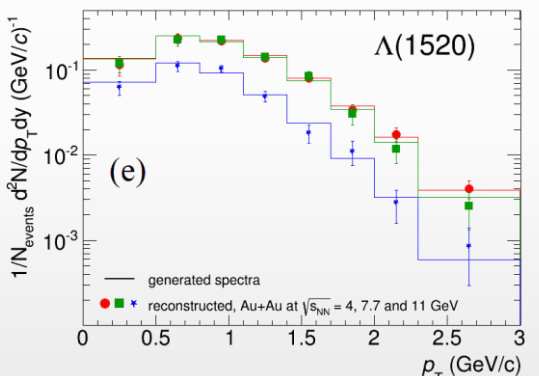 1/N_events d²N/dp_T dy (GeV/c)⁻¹
10⁻¹
10⁻²
10⁻³
Λ(1520)
(e)
generated spectra
reconstructed, Au+Au at √s_NN = 4, 7.7 and 11 GeV
0 0.5 1 1.5 2 2.5 3
p_T (GeV/c)